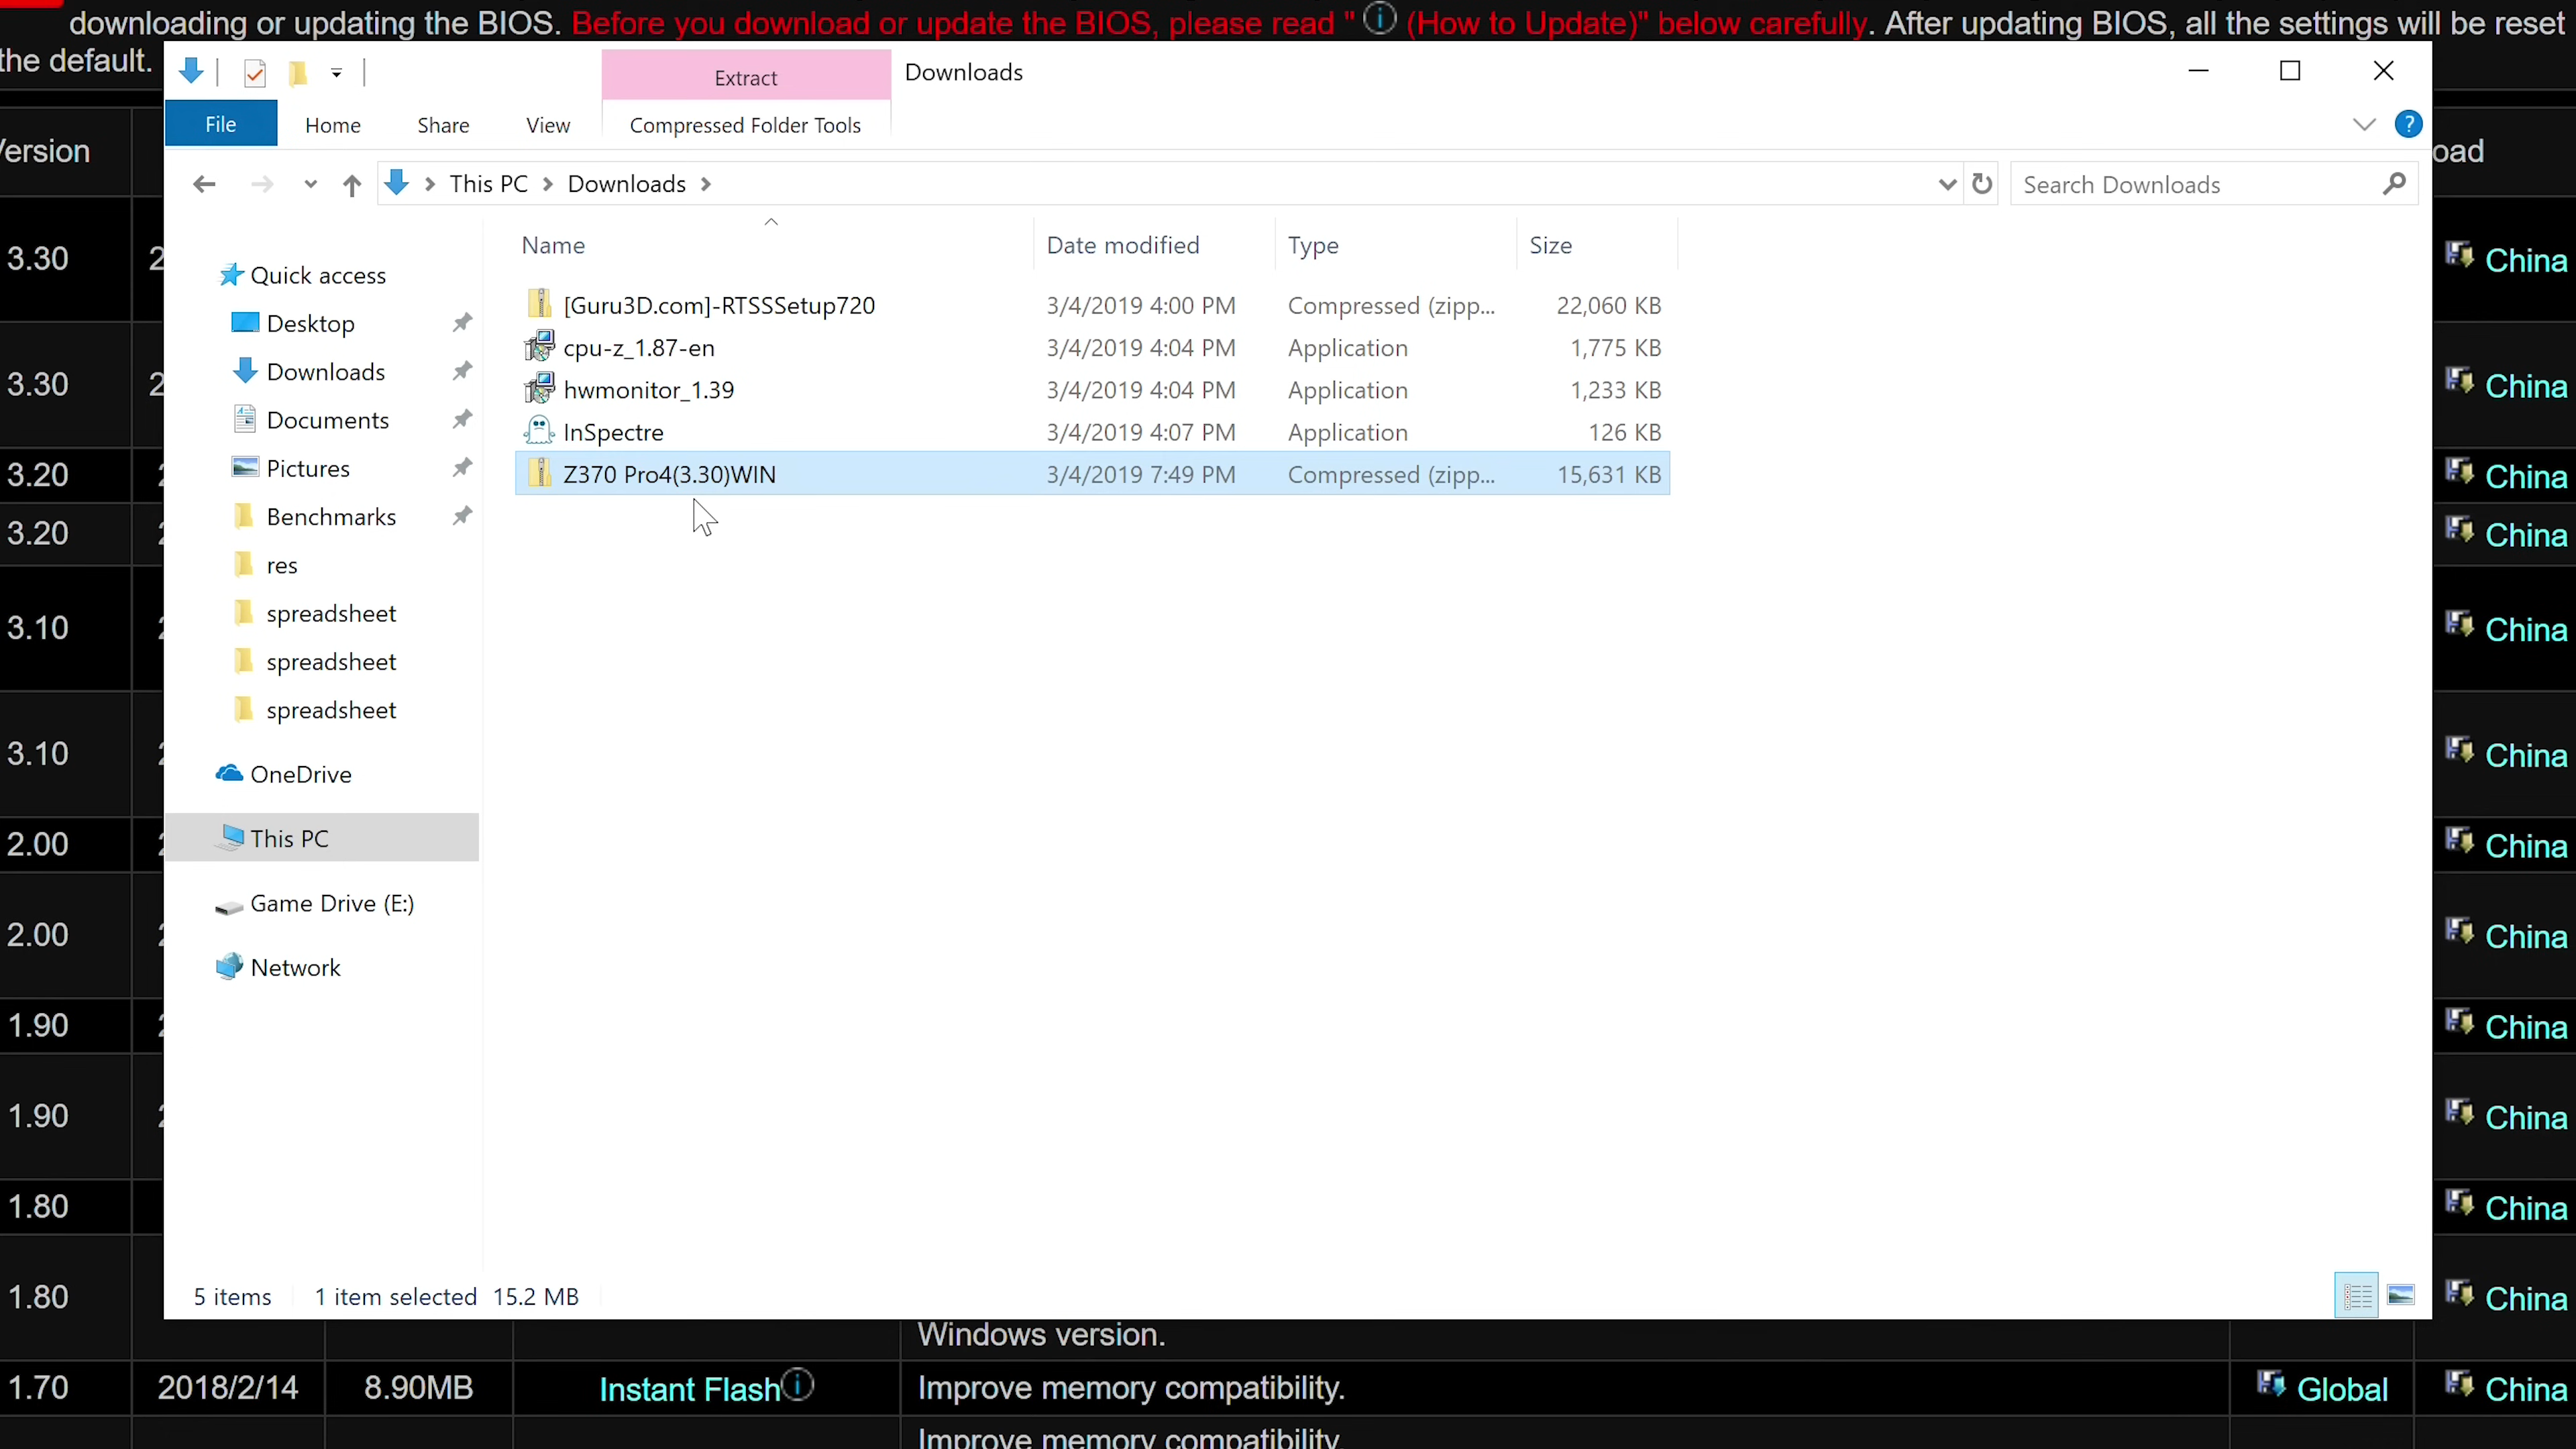 downloading or updating the BIOS. Before you download or update the BIOS, please read " (How to Update)" below carefully. After updating BIOS, all the settings will be reset
the default.
Extract
Downloads
File
Home
Share
View
Compressed Folder Tools
This PC
Downloads
Search Downloads
Name
Date modified
Type
Size
[Guru3D.com]-RTSSSetup720 3/4/2019 4:00 PM Compressed (zipp... 22,060 KB
cpu-z_1.87-en 3/4/2019 4:04 PM Application 1,775 KB
hwmonitor_1.39 3/4/2019 4:04 PM Application 1,233 KB
InSpectre 3/4/2019 4:07 PM Application 126 KB
Z370 Pro4(3.30)WIN 3/4/2019 7:49 PM Compressed (zipp... 15,631 KB
Quick access
Desktop
Downloads
Documents
Pictures
Benchmarks
res
spreadsheet
spreadsheet
spreadsheet
OneDrive
This PC
Game Drive (E:)
Network
5 items 1 item selected 15.2 MB
ersion
oad
3.30 2 China
3.30 2 China
3.20 China
3.20 China
3.10 China
3.10 China
2.00 China
2.00 China
1.90 China
1.90 China
1.80 China
1.80 China
Windows version.
1.70 2018/2/14 8.90MB Instant Flash Improve memory compatibility. Global China
Improve memory compatibility